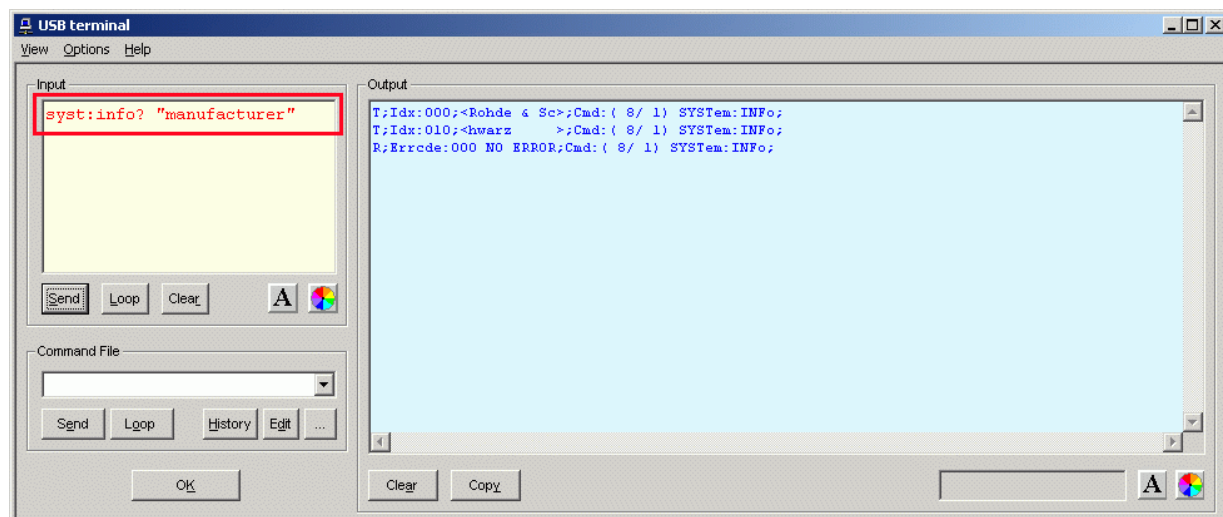 USB terminal
View Options Help
Input
syst:info? "manufacturer"
Send Loop Clear A
Command File
Send Loop History Edit ...
OK
Output
T;Idx:000;<Rohde & Sc>;Cmd:( 8/ 1) SYSTem:INFo;
T;Idx:010;<hwarz     >;Cmd:( 8/ 1) SYSTem:INFo;
R;Errcde:000 NO ERROR;Cmd:( 8/ 1) SYSTem:INFo;
Clear Copy A